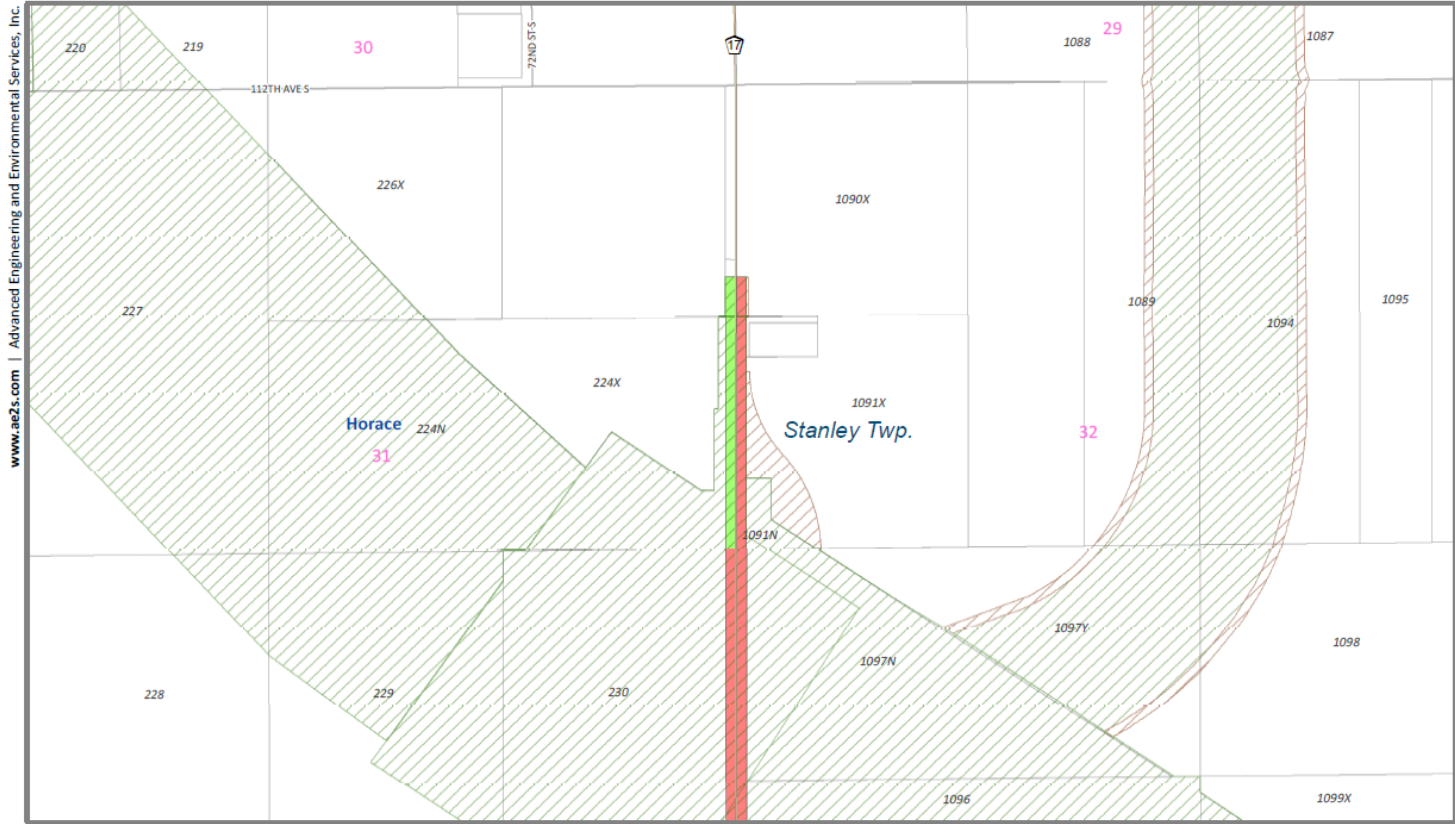 www.ae2s.com | Advanced Engineering and Environmental Services, Inc.
220
219
30
72ND ST S
17
1088
29
1087
112TH AVE S
226X
1090X
227
1089
1094
1095
224X
1091X
Horace
224N
Stanley Twp.
32
31
1091N
1097Y
1098
1097N
228
229
230
1096
1099X